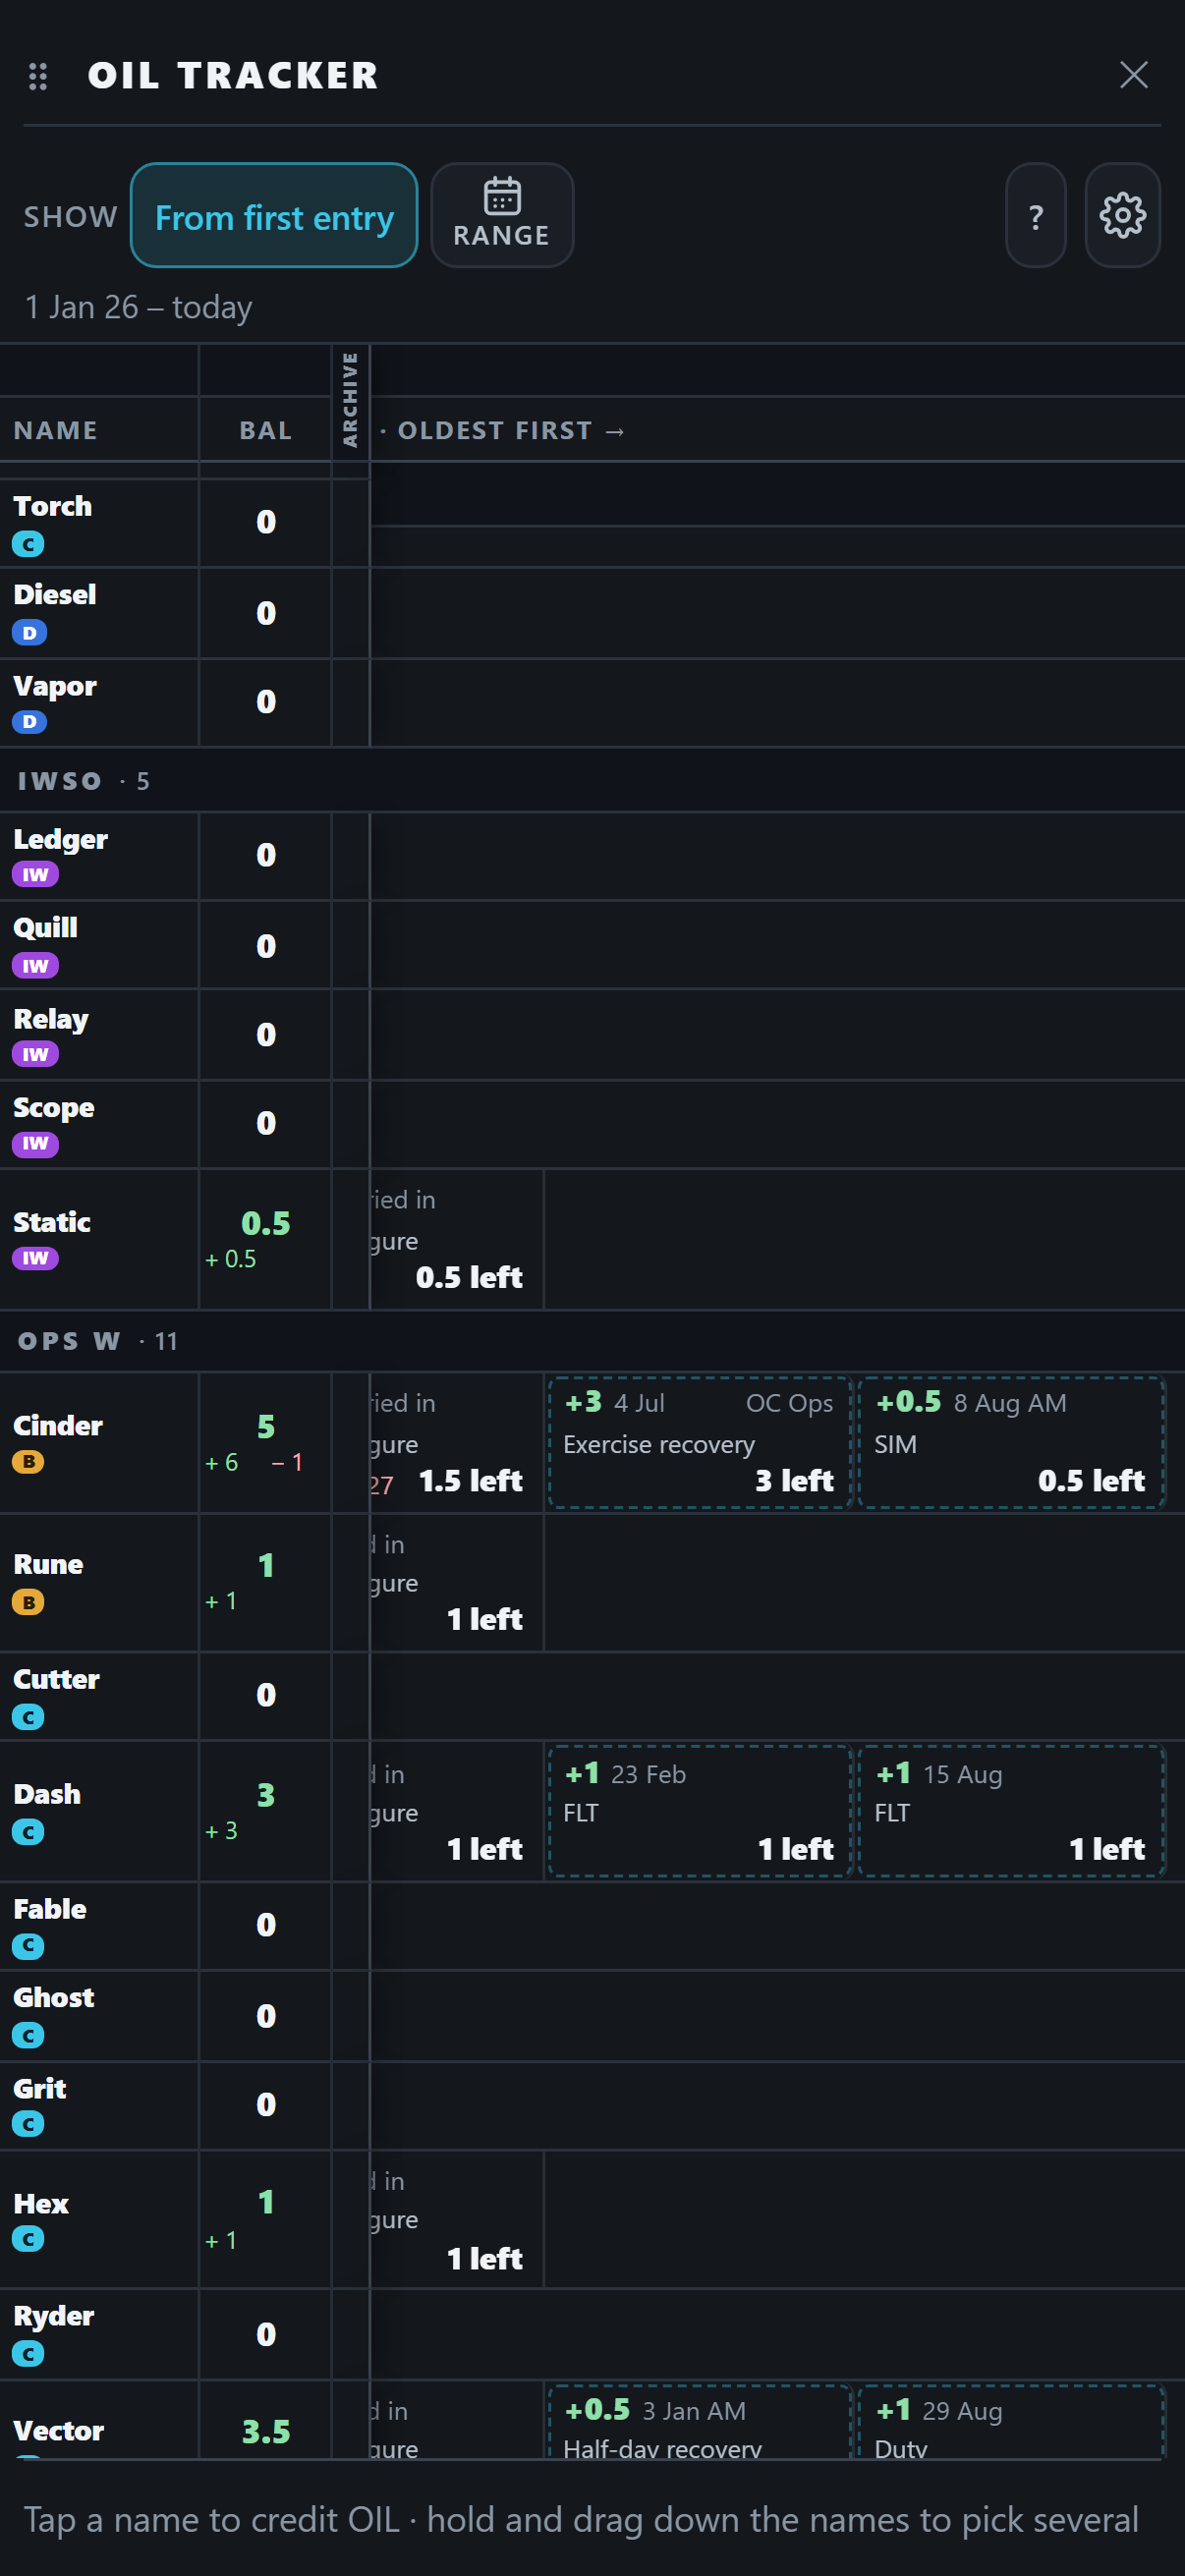 OIL TRACKER
SHOW From first entry RANGE ?
1 Jan 26 – today
ARCHIVE
NAME BAL · OLDEST FIRST →
Torch
C
0
Diesel
D
0
Vapor
D
0
IWSO · 5
Ledger
IW
0
Quill
IW
0
Relay
IW
0
Scope
IW
0
Static
IW
0.5
+ 0.5
ried in
gure
0.5 left
OPS W · 11
Cinder
B
5
+ 6 – 1
ried in
gure
27 1.5 left
+3 4 Jul OC Ops
Exercise recovery
3 left
+0.5 8 Aug AM
SIM
0.5 left
Rune
B
1
+ 1
d in
gure
1 left
Cutter
C
0
Dash
C
3
+ 3
d in
gure
1 left
+1 23 Feb
FLT
1 left
+1 15 Aug
FLT
1 left
Fable
C
0
Ghost
C
0
Grit
C
0
Hex
C
1
+ 1
d in
gure
1 left
Ryder
C
0
Vector
3.5
d in
gure
+0.5 3 Jan AM
Half-day recovery
+1 29 Aug
Duty
Tap a name to credit OIL · hold and drag down the names to pick several